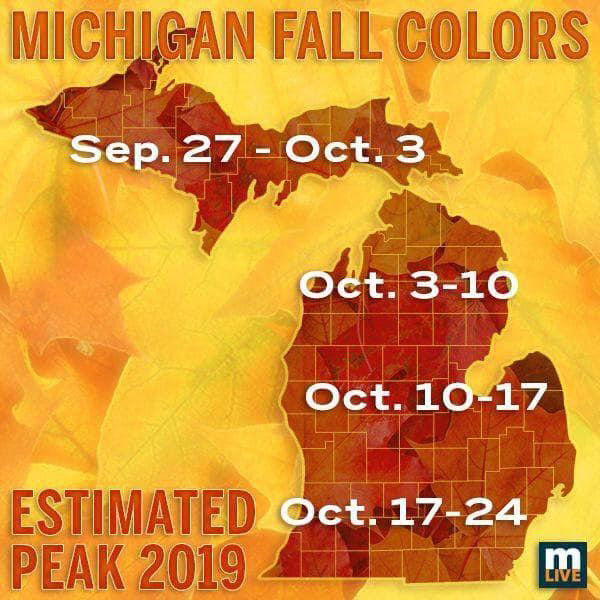 MICHIGAN FALL COLORS
Sep. 27 - Oct. 3
Oct. 3-10
Oct. 10-17
Oct. 17-24
ESTIMATED
PEAK 2019
m
LIVE